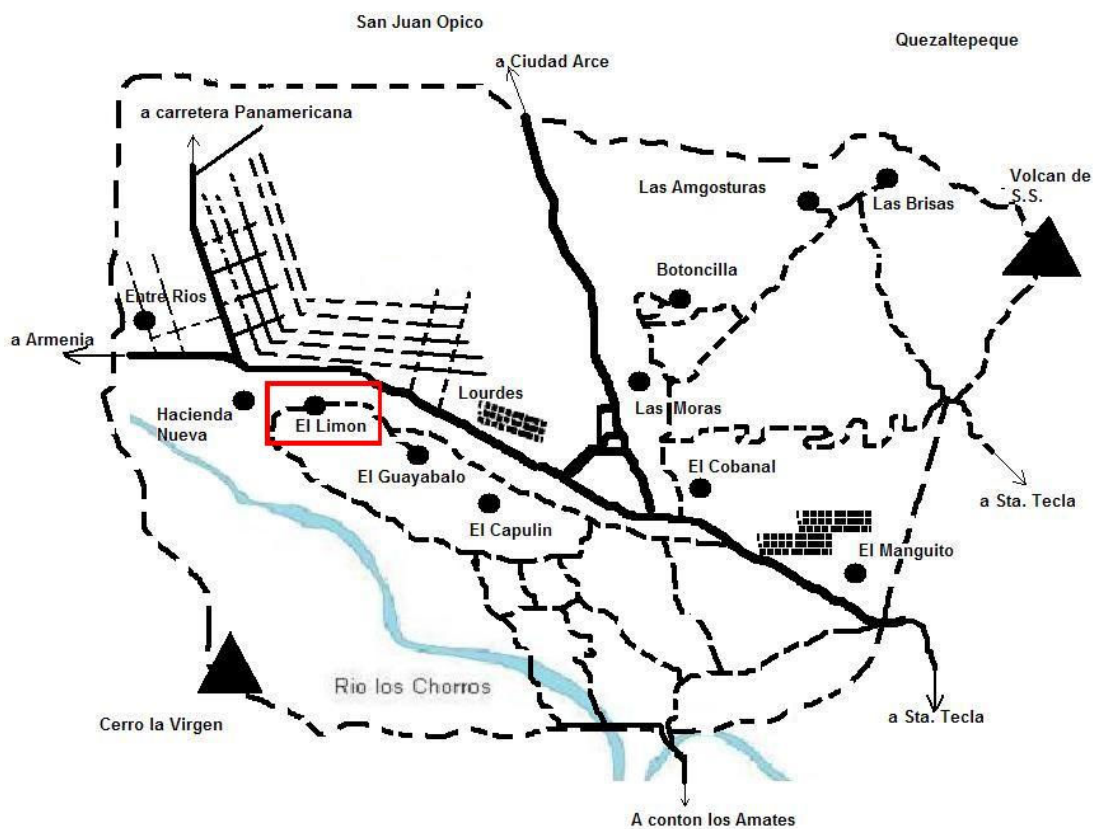 San Juan Opico
Quezaltepeque
a Ciudad Arce
a carretera Panamericana
Volcan de
S.S.
Las Amgosturas
Las Brisas
Botoncilla
Entre Rios
a Armenia
Lourdes
Las Moras
Hacienda
Nueva
El Limon
El Guayabalo
El Cobanal
a Sta. Tecla
El Capulin
El Manguito
Rio los Chorros
Cerro la Virgen
a Sta. Tecla
A conton los Amates